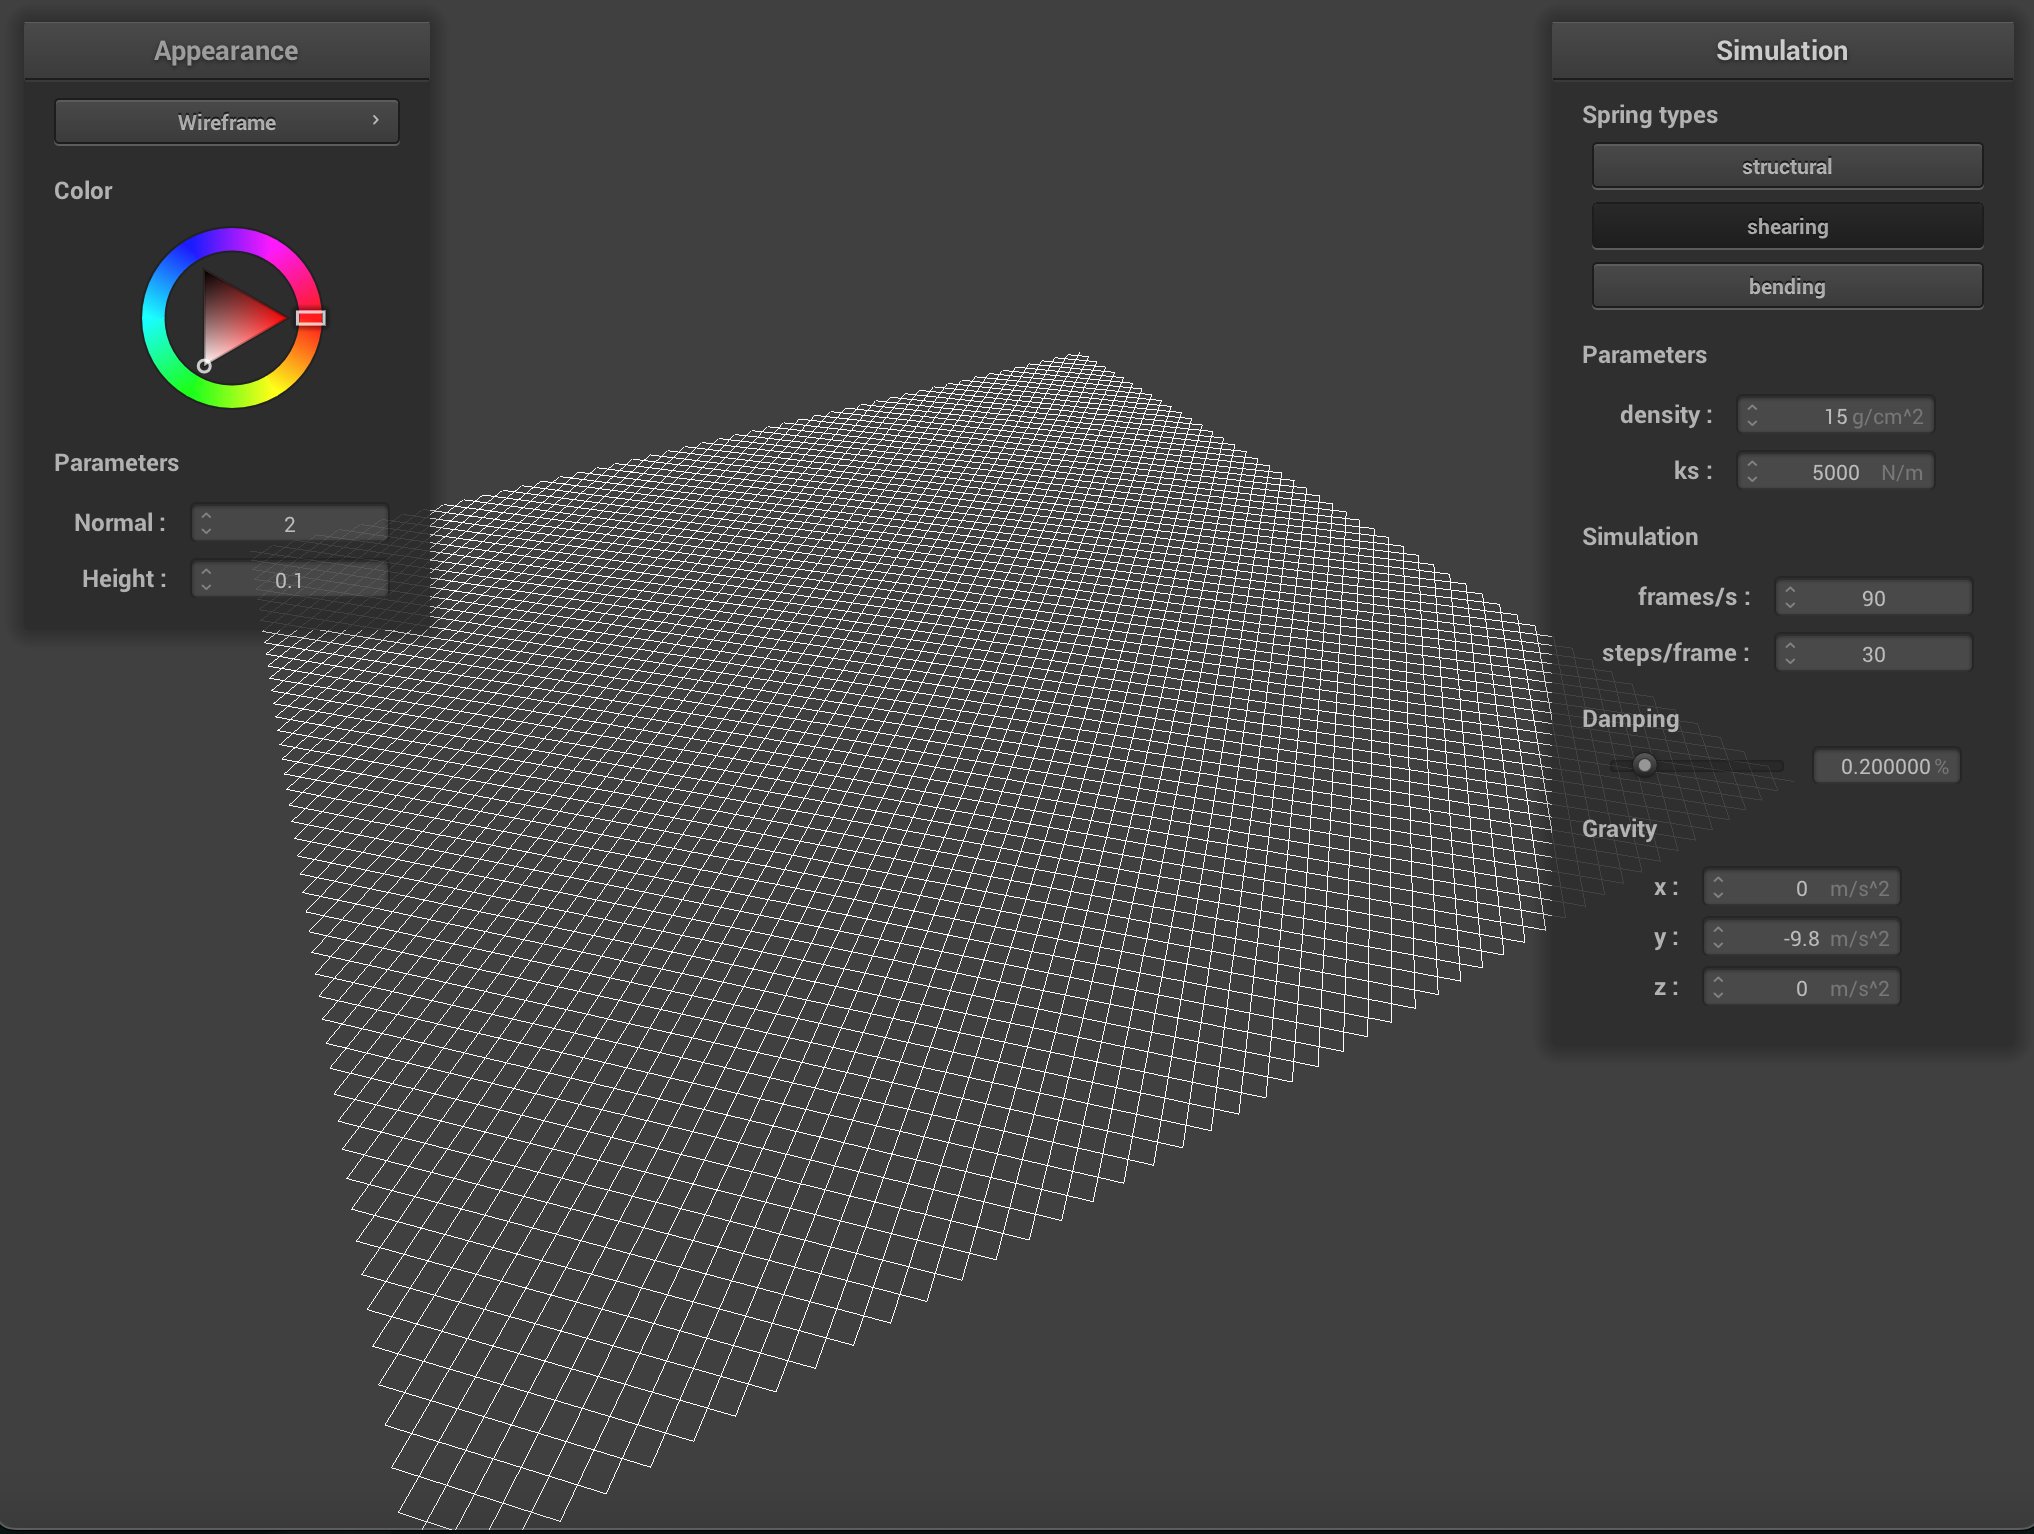 Appearance
Wireframe
Color
Parameters
Normal : 2
Height : 0.1
Simulation
Spring types
structural
shearing
bending
Parameters
density : 15 g/cm^2
ks : 5000 N/m
Simulation
frames/s : 90
steps/frame : 30
Damping
0.200000 %
Gravity
x : 0 m/s^2
y : -9.8 m/s^2
z : 0 m/s^2